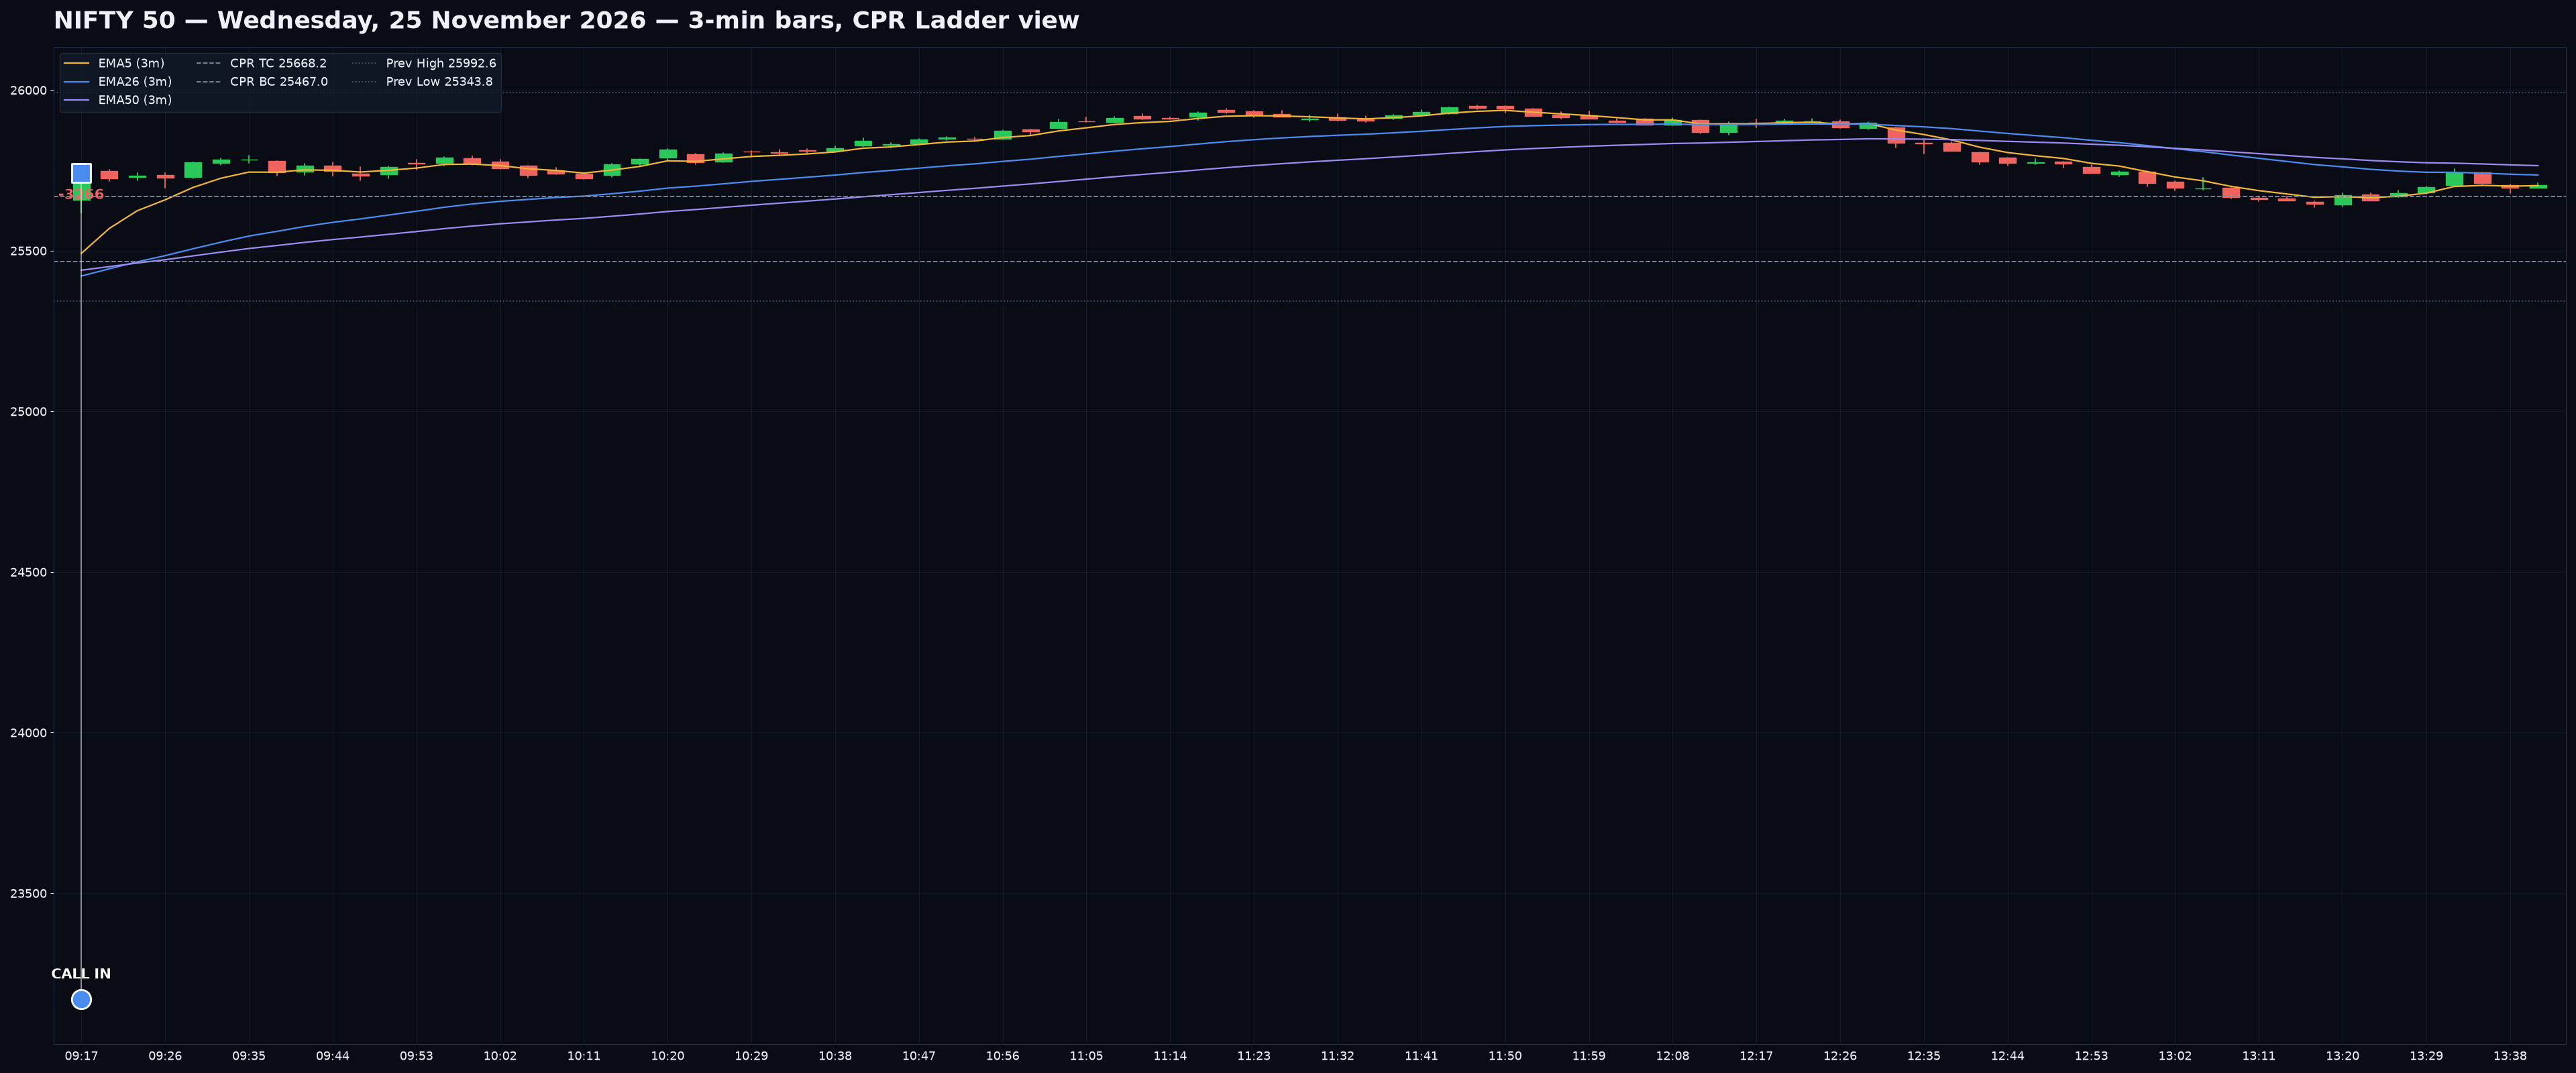 NIFTY 50 — Wednesday, 25 November 2026 — 3-min bars, CPR Ladder view
EMA5 (3m) CPR TC 25668.2 Prev High 25992.6
EMA26 (3m) CPR BC 25467.0 Prev Low 25343.8
EMA50 (3m)
26000
25500
25000
24500
24000
23500
CALL IN
09:17 09:26 09:35 09:44 09:53 10:02 10:11 10:20 10:29 10:38 10:47 10:56 11:05 11:14 11:23 11:32 11:41 11:50 11:59 12:08 12:17 12:26 12:35 12:44 12:53 13:02 13:11 13:20 13:29 13:38